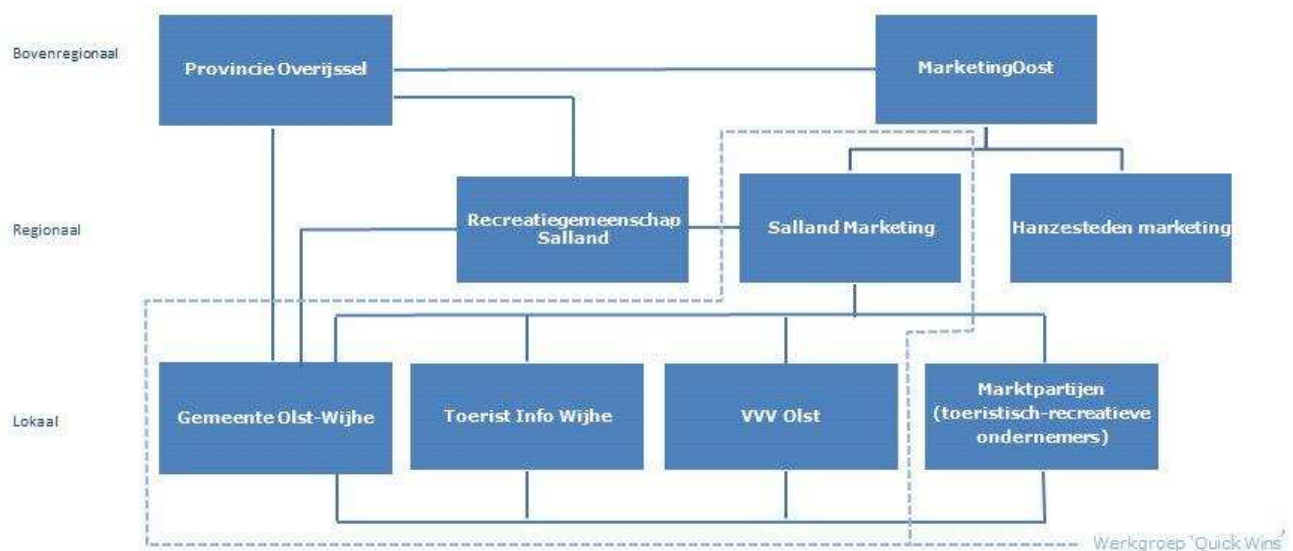 Bovenregionaal
Provincie Overijssel
MarketingOost
Regionaal
Recreatiegemeenschap
Salland
Salland Marketing
Hanzesteden marketing
Lokaal
Gemeente Olst-Wijhe
Toerist Info Wijhe
VVV Olst
Marktpartijen
(toeristisch-recreatieve
ondernemers)
Werkgroep 'Quick Wins'